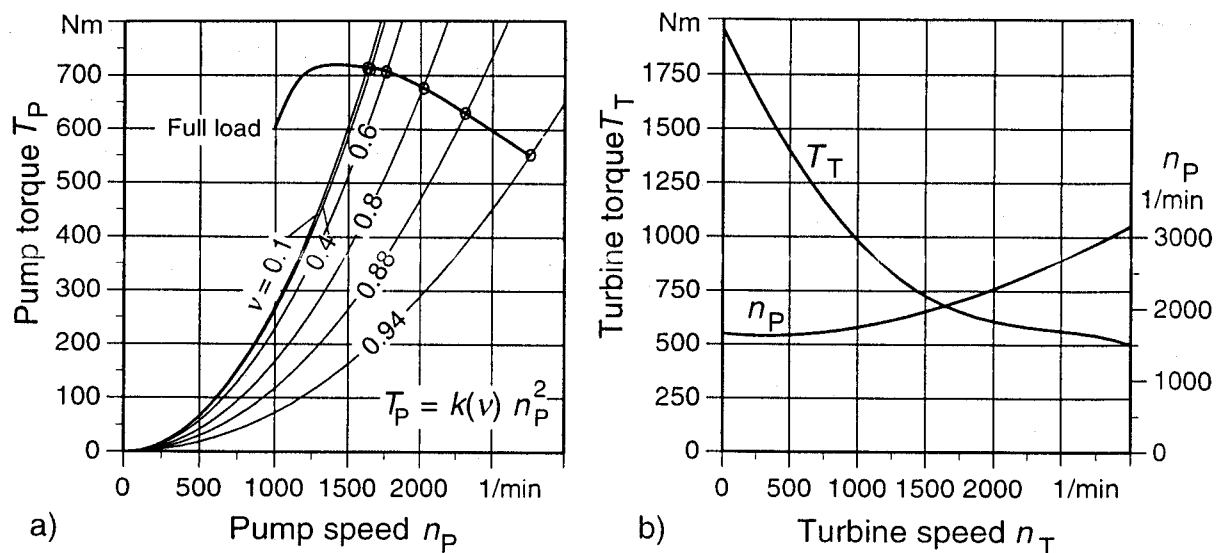 Nm
700
600
500
400
300
200
100
0
Pump torque T_P
Full load
ν = 0.1
0.4
0.6
0.8
0.88
0.94
T_P = k(ν) n_P^2
0
500
1000
1500
2000
1/min
a)
Pump speed n_P
Nm
1750
1500
1250
1000
750
500
250
0
Turbine torque T_T
T_T
n_P
n_P
1/min
3000
2000
1000
0
0
500
1000
1500
2000
1/min
b)
Turbine speed n_T